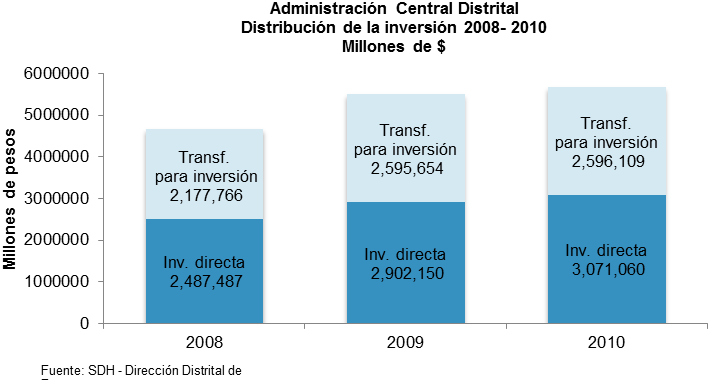 Administración Central Distrital
Distribución de la inversión 2008- 2010
Millones de $
Millones de pesos
6000000
5000000
4000000
3000000
2000000
1000000
0
Transf.
para inversión
2,177,766
Inv. directa
2,487,487
Transf.
para inversión
2,595,654
Inv. directa
2,902,150
Transf.
para inversión
2,596,109
Inv. directa
3,071,060
2008
2009
2010
Fuente: SDH - Dirección Distrital de